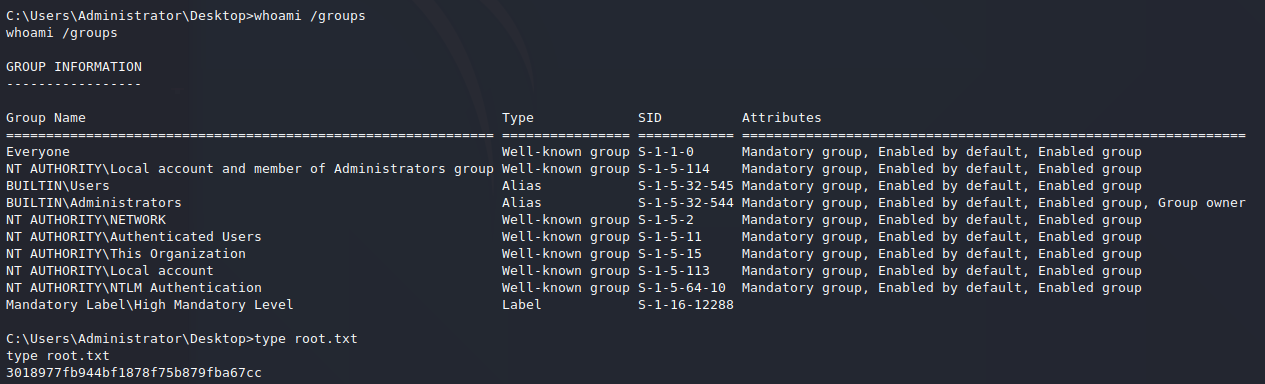 C:\Users\Administrator\Desktop>whoami /groups
whoami /groups
GROUP INFORMATION
-----------------
Group Name Type SID Attributes
============================================================= ================ ============ ===============================================================
Everyone Well-known group S-1-1-0 Mandatory group, Enabled by default, Enabled group
NT AUTHORITY\Local account and member of Administrators group Well-known group S-1-5-114 Mandatory group, Enabled by default, Enabled group
BUILTIN\Users Alias S-1-5-32-545 Mandatory group, Enabled by default, Enabled group
BUILTIN\Administrators Alias S-1-5-32-544 Mandatory group, Enabled by default, Enabled group, Group owner
NT AUTHORITY\NETWORK Well-known group S-1-5-2 Mandatory group, Enabled by default, Enabled group
NT AUTHORITY\Authenticated Users Well-known group S-1-5-11 Mandatory group, Enabled by default, Enabled group
NT AUTHORITY\This Organization Well-known group S-1-5-15 Mandatory group, Enabled by default, Enabled group
NT AUTHORITY\Local account Well-known group S-1-5-113 Mandatory group, Enabled by default, Enabled group
NT AUTHORITY\NTLM Authentication Well-known group S-1-5-64-10 Mandatory group, Enabled by default, Enabled group
Mandatory Label\High Mandatory Level Label S-1-16-12288
C:\Users\Administrator\Desktop>type root.txt
type root.txt
3018977fb944bf1878f75b879fba67cc